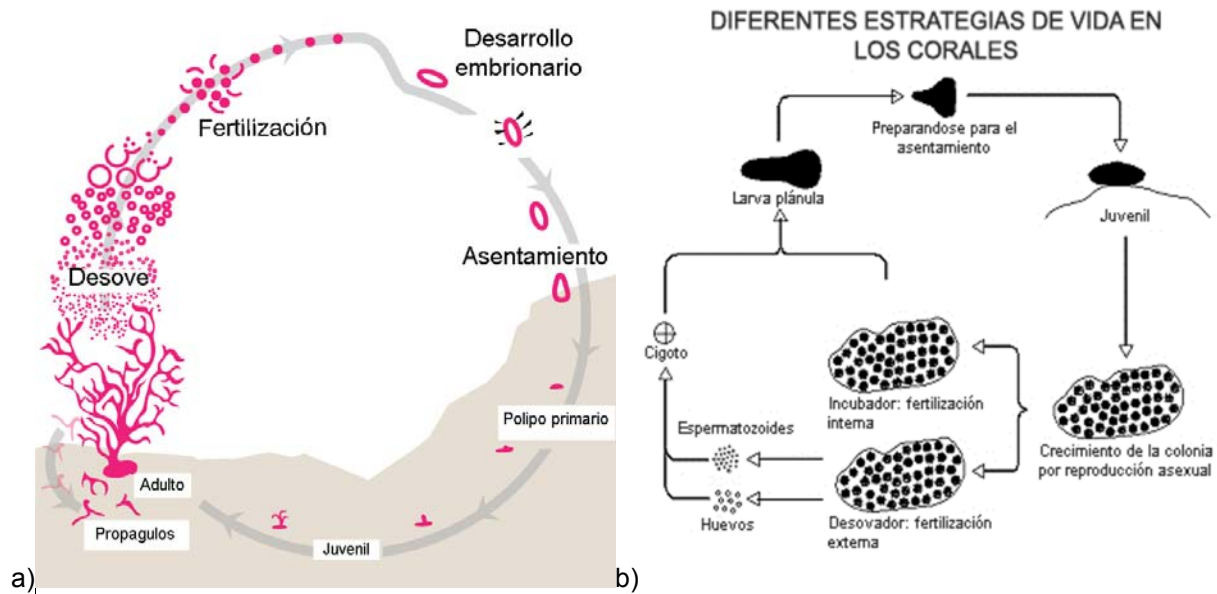 Desarrollo
embrionario
Fertilización
Desove
Asentamiento
Polipo primario
Adulto
Propagulos
Juvenil
a)
DIFERENTES ESTRATEGIAS DE VIDA EN
LOS CORALES
Preparandose para el
asentamiento
Larva plánula
Juvenil
Cigoto
Incubador: fertilización
interna
Espermatozoides
Crecimiento de la colonia
por reproducción asexual
Huevos
Desovador: fertilización
externa
b)